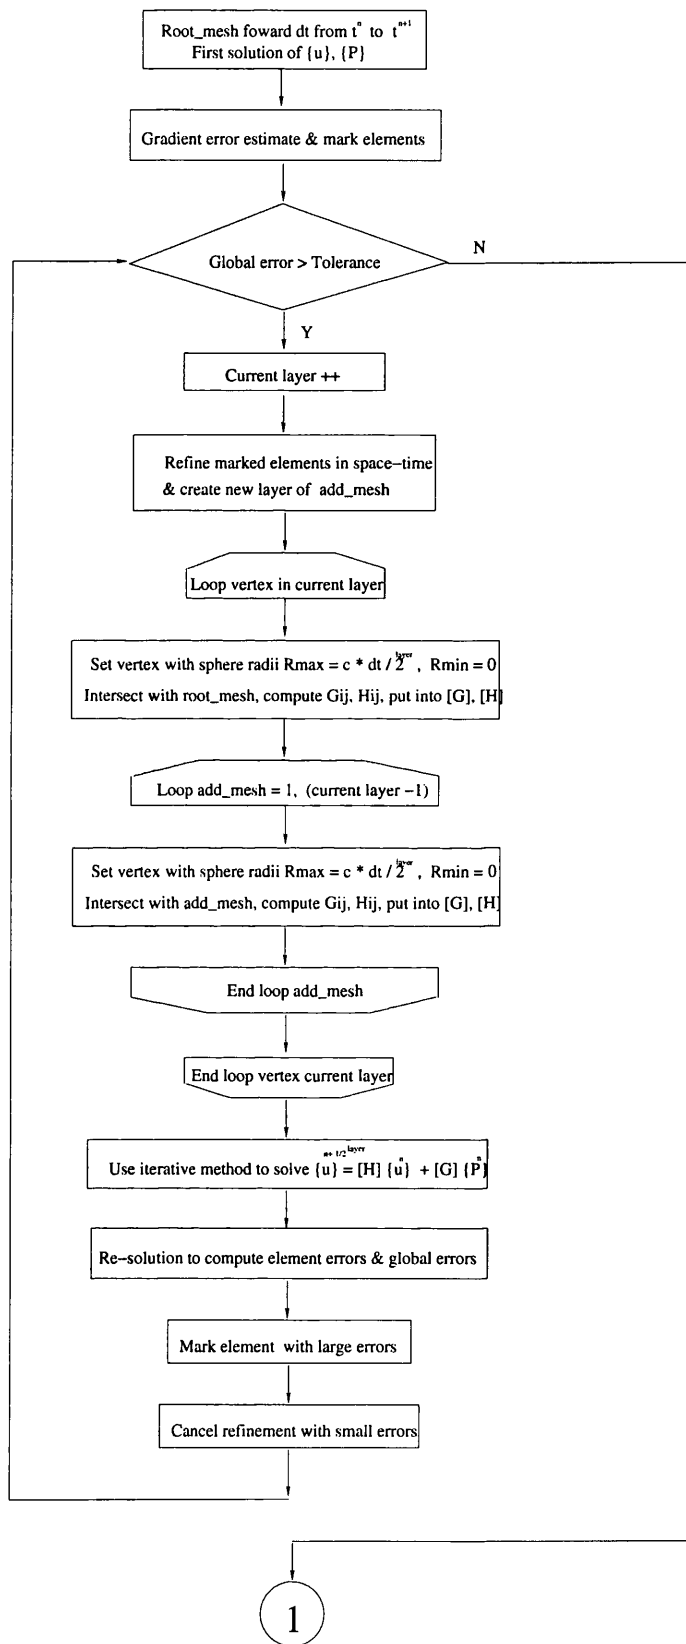 Root_mesh foward dt from t^n to t^n+1
First solution of {u}, {P}
Gradient error estimate & mark elements
Global error > Tolerance
N
Y
Current layer ++
Refine marked elements in space-time
& create new layer of add_mesh
Loop vertex in current layer
Set vertex with sphere radii Rmax = c * dt / 2^layer , Rmin = 0
Intersect with root_mesh, compute Gij, Hij, put into [G], [H]
Loop add_mesh = 1, (current layer -1)
Set vertex with sphere radii Rmax = c * dt / 2^layer , Rmin = 0
Intersect with add_mesh, compute Gij, Hij, put into [G], [H]
End loop add_mesh
End loop vertex current layer
Use iterative method to solve {u}^n+1/2^layer = [H] {u}^n + [G] {P}^n
Re-solution to compute element errors & global errors
Mark element with large errors
Cancel refinement with small errors
1